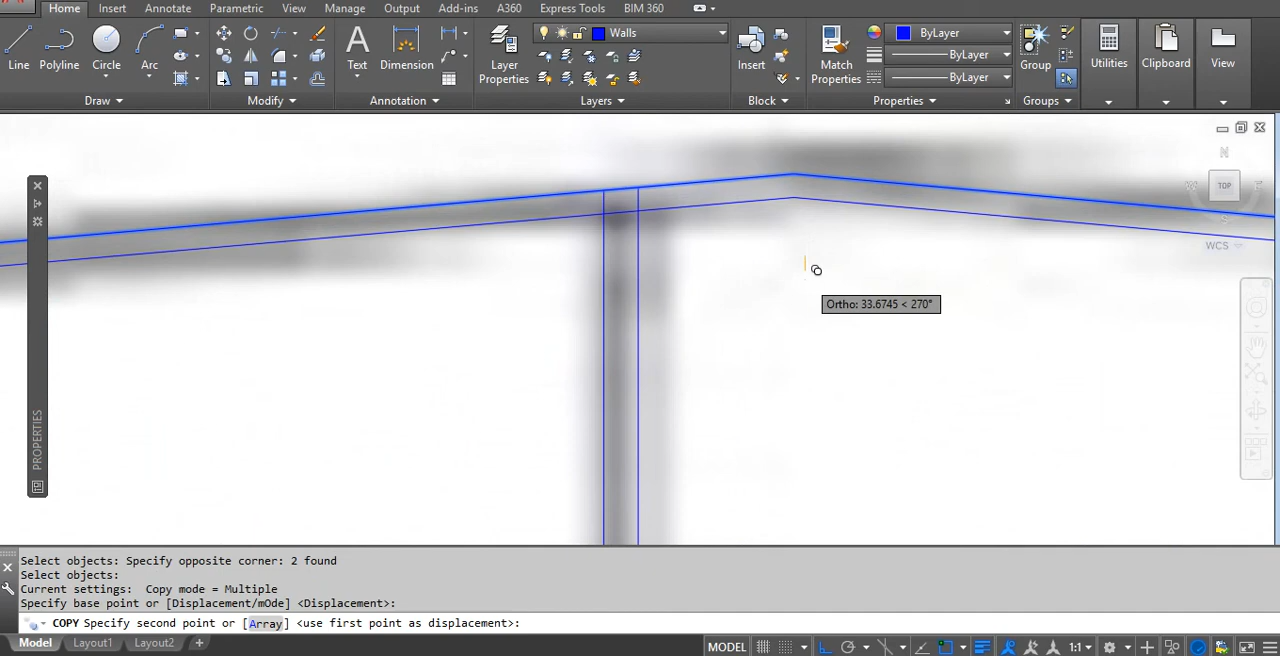 Home Insert Annotate Parametric View Manage Output Add-ins A360 Express Tools BIM 360
Walls
ByLayer
ByLayer
ByLayer
Line Polyline Circle Arc
Text Dimension
Layer Properties
Insert
Match Properties
Group
Utilities
Clipboard
View
Draw Modify Annotation Layers Block Properties Groups
N
W TOP E
S
WCS
PROPERTIES
Ortho: 33.6745 < 270°
Select objects: Specify opposite corner: 2 found
Select objects:
Current settings: Copy mode = Multiple
Specify base point or [Displacement/mOde] <Displacement>:
COPY Specify second point or [Array] <use first point as displacement>:
Model Layout1 Layout2 +
MODEL 1:1